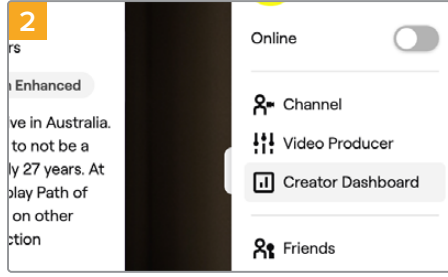 2
rs
Enhanced
ve in Australia.
to not be a
ly 27 years. At
play Path of
on other
ction
Online
Channel
Video Producer
Creator Dashboard
Friends